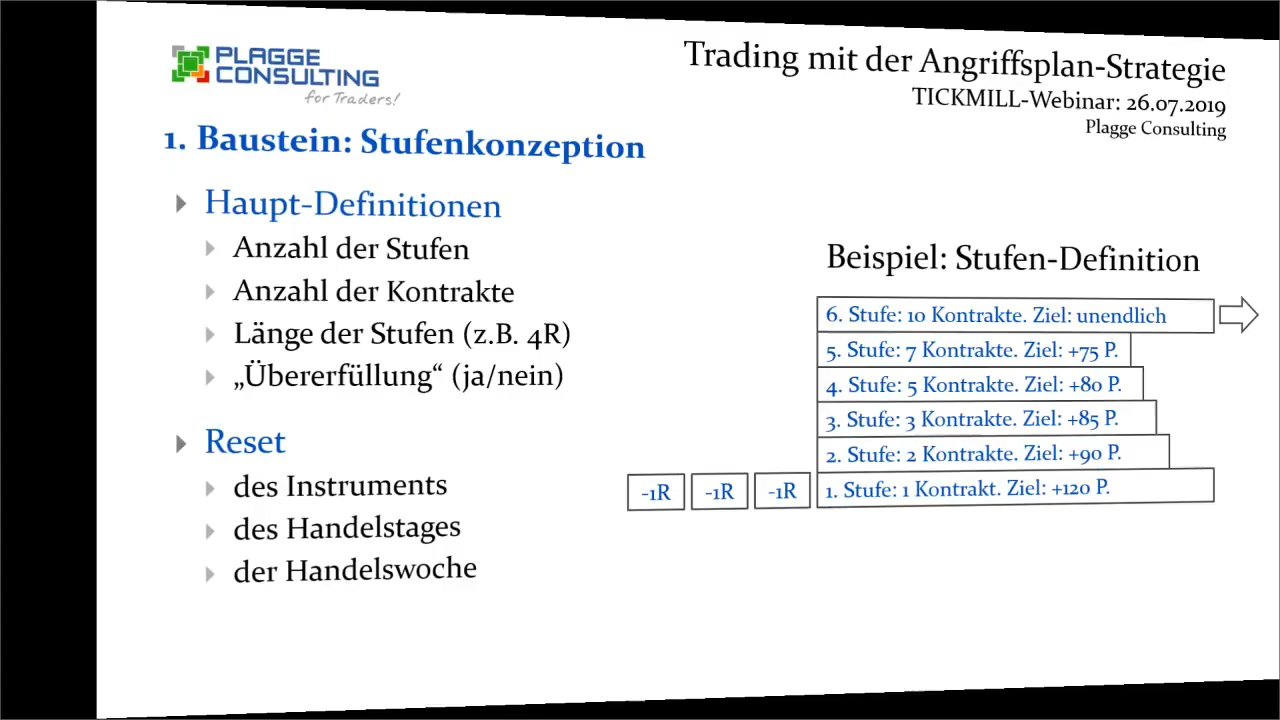 PLAGGE
CONSULTING
for Traders!
Trading mit der Angriffsplan-Strategie
TICKMILL-Webinar: 26.07.2019
Plagge Consulting
1. Baustein: Stufenkonzeption
Haupt-Definitionen
Anzahl der Stufen
Anzahl der Kontrakte
Länge der Stufen (z.B. 4R)
„Übererfüllung“ (ja/nein)
Reset
des Instruments
des Handelstages
der Handelswoche
Beispiel: Stufen-Definition
6. Stufe: 10 Kontrakte. Ziel: unendlich
5. Stufe: 7 Kontrakte. Ziel: +75 P.
4. Stufe: 5 Kontrakte. Ziel: +80 P.
3. Stufe: 3 Kontrakte. Ziel: +85 P.
2. Stufe: 2 Kontrakte. Ziel: +90 P.
-1R -1R -1R 1. Stufe: 1 Kontrakt. Ziel: +120 P.